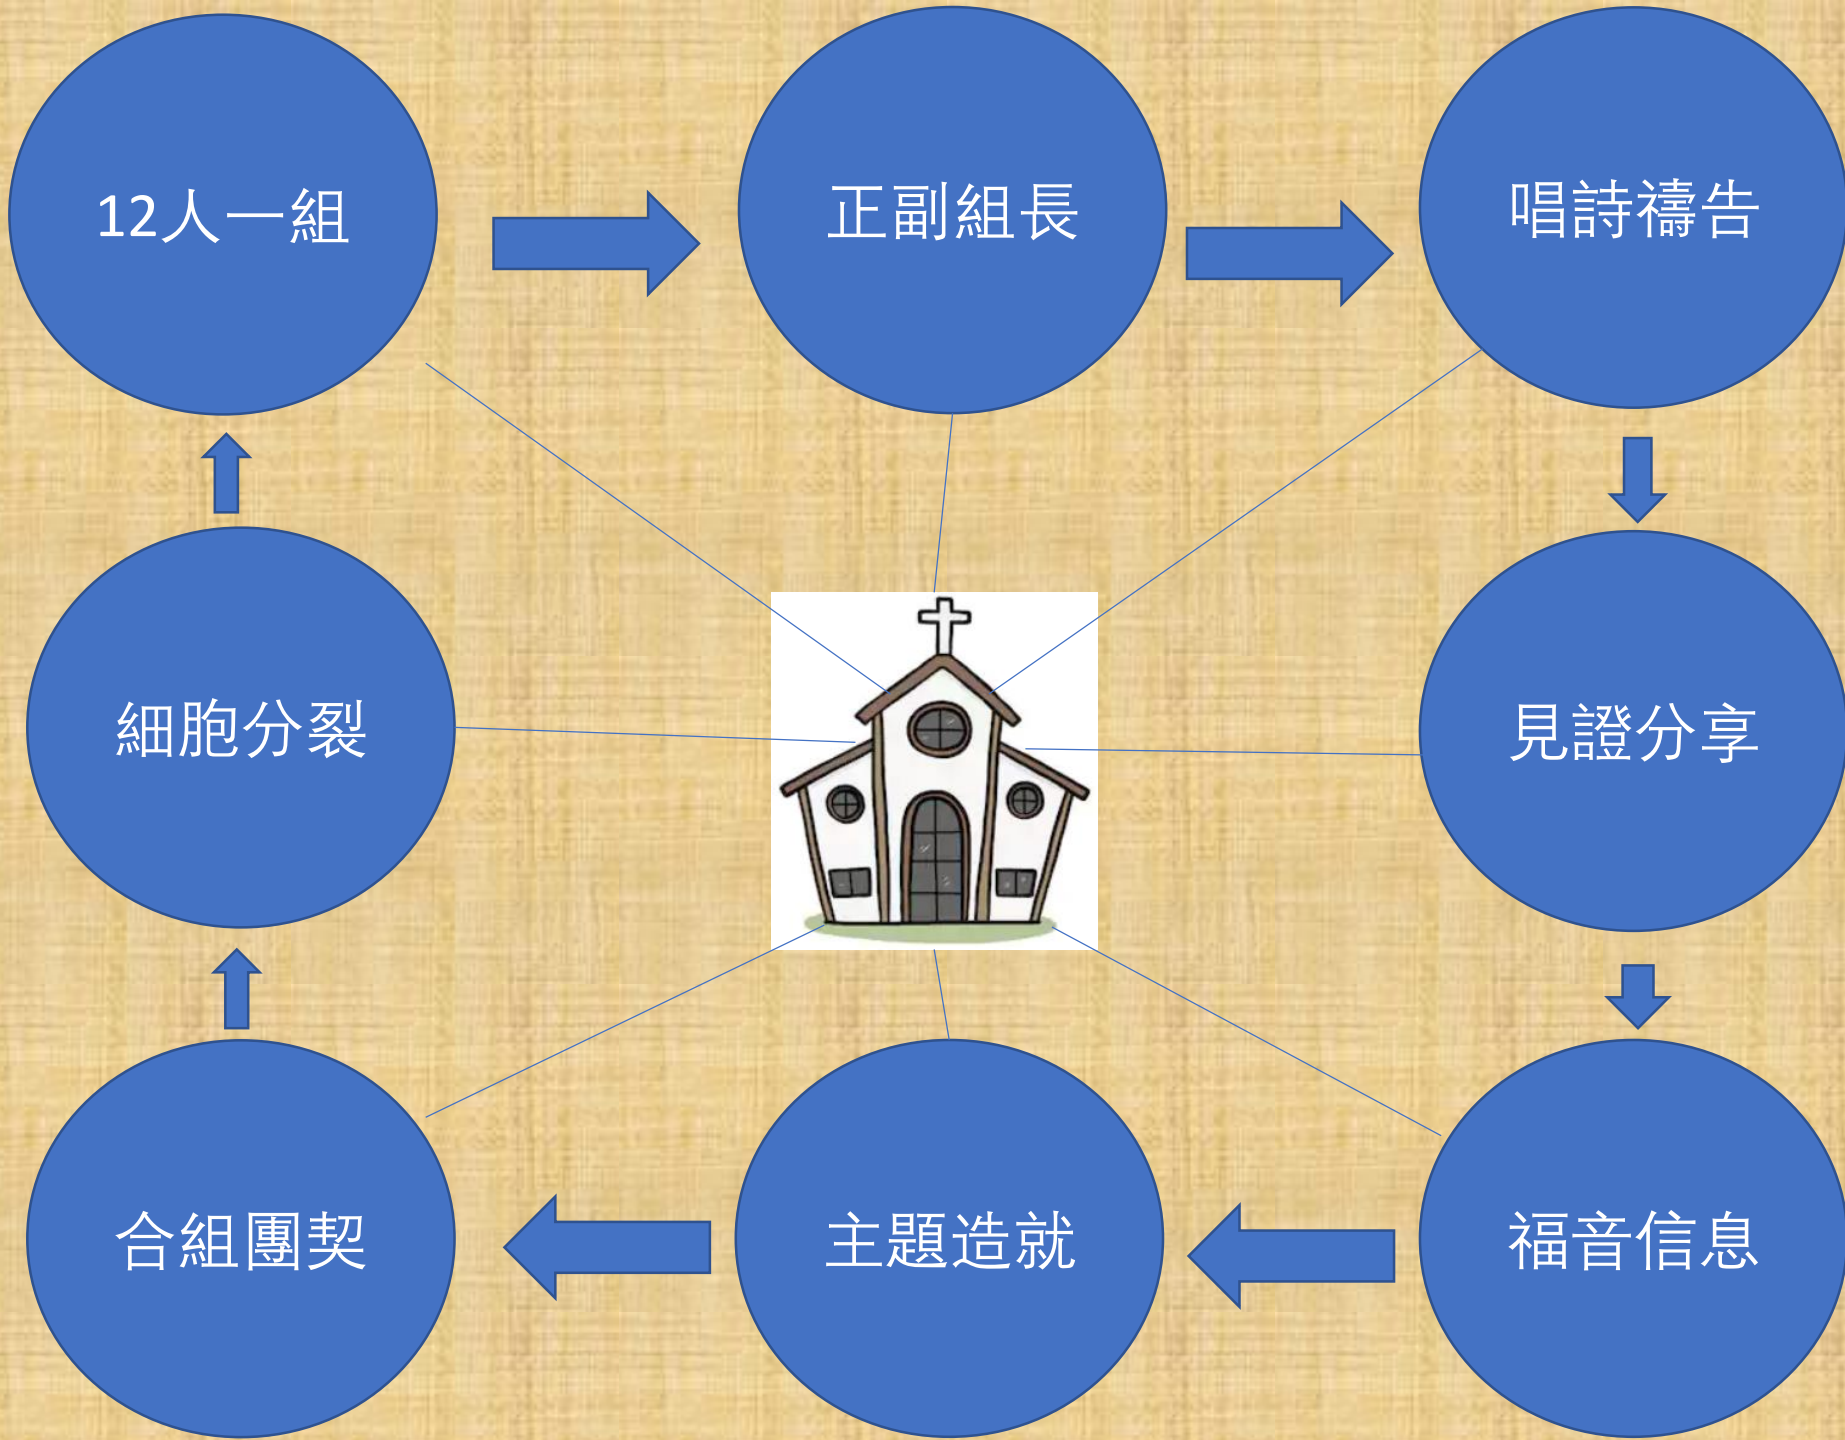 12人一組
正副組長
唱詩禱告
細胞分裂
見證分享
合組團契
主題造就
福音信息